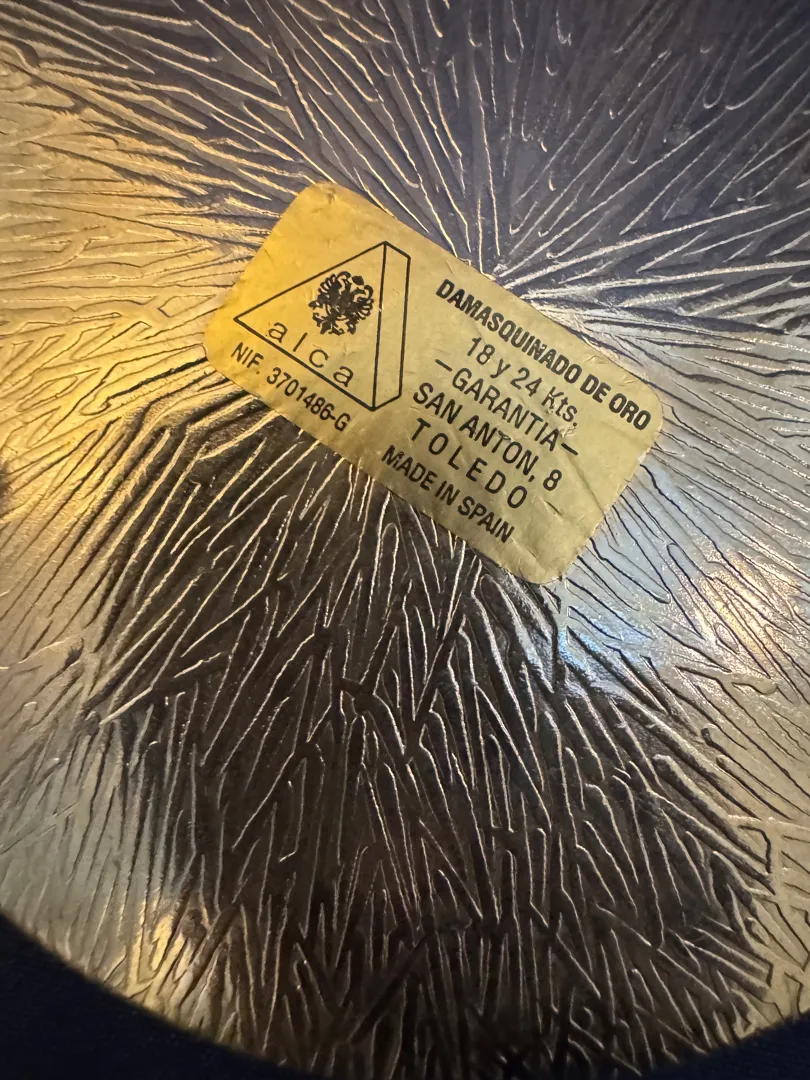 alca
NIF. 3701486-G
DAMASQUINADO DE ORO
18 y 24 Kts.
-GARANTIA-
SAN ANTON, 8
TOLEDO
MADE IN SPAIN